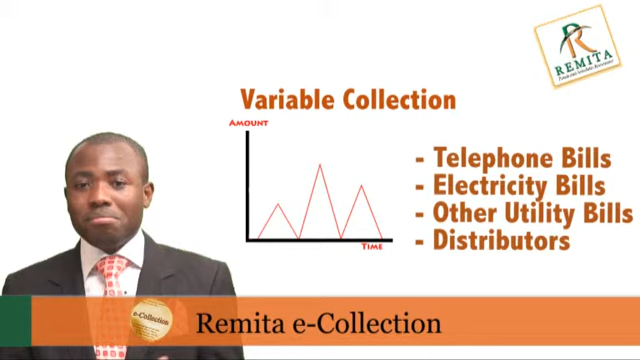 REMITA
Variable Collection
AMOUNT
- Telephone Bills
- Electricity Bills
- Other Utility Bills
- Distributors
TIME
e-Collection
Remita e-Collection